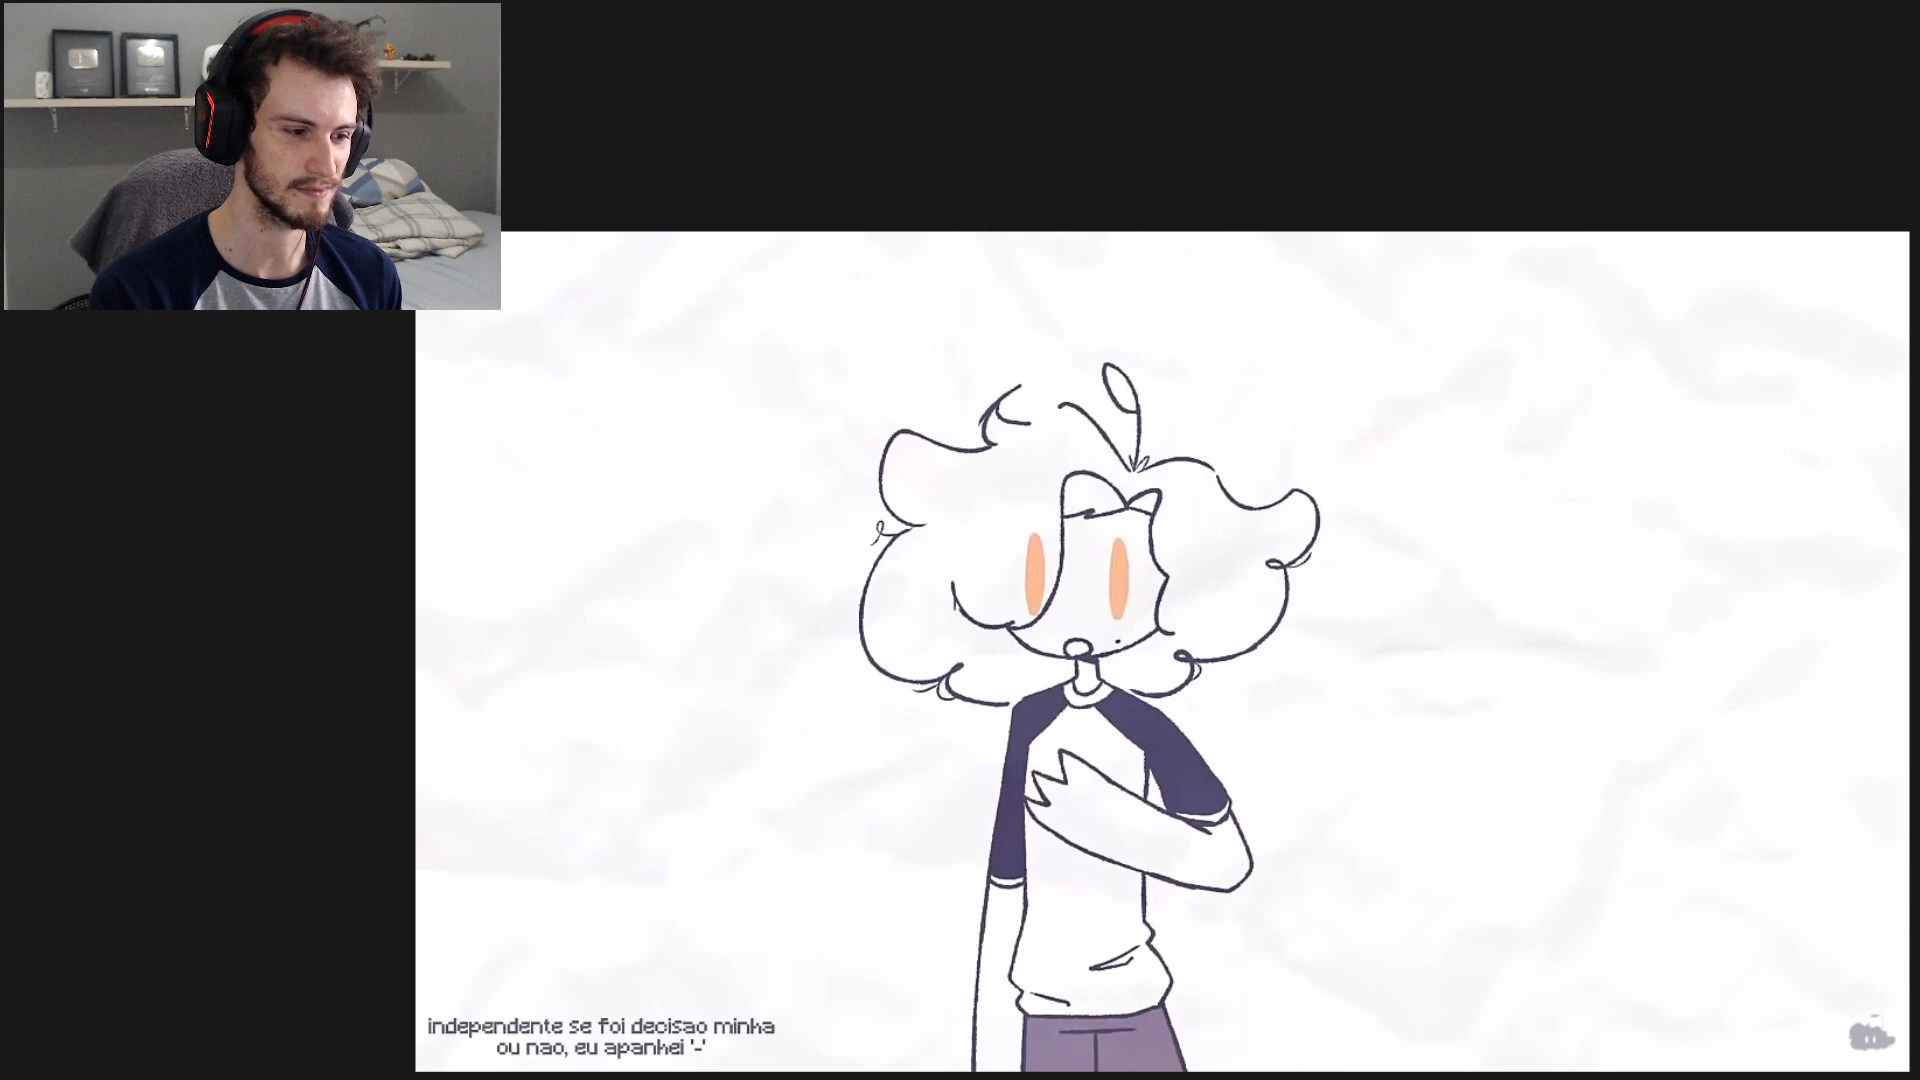 independente se foi decisao minha
ou nao, eu apanhei '-'